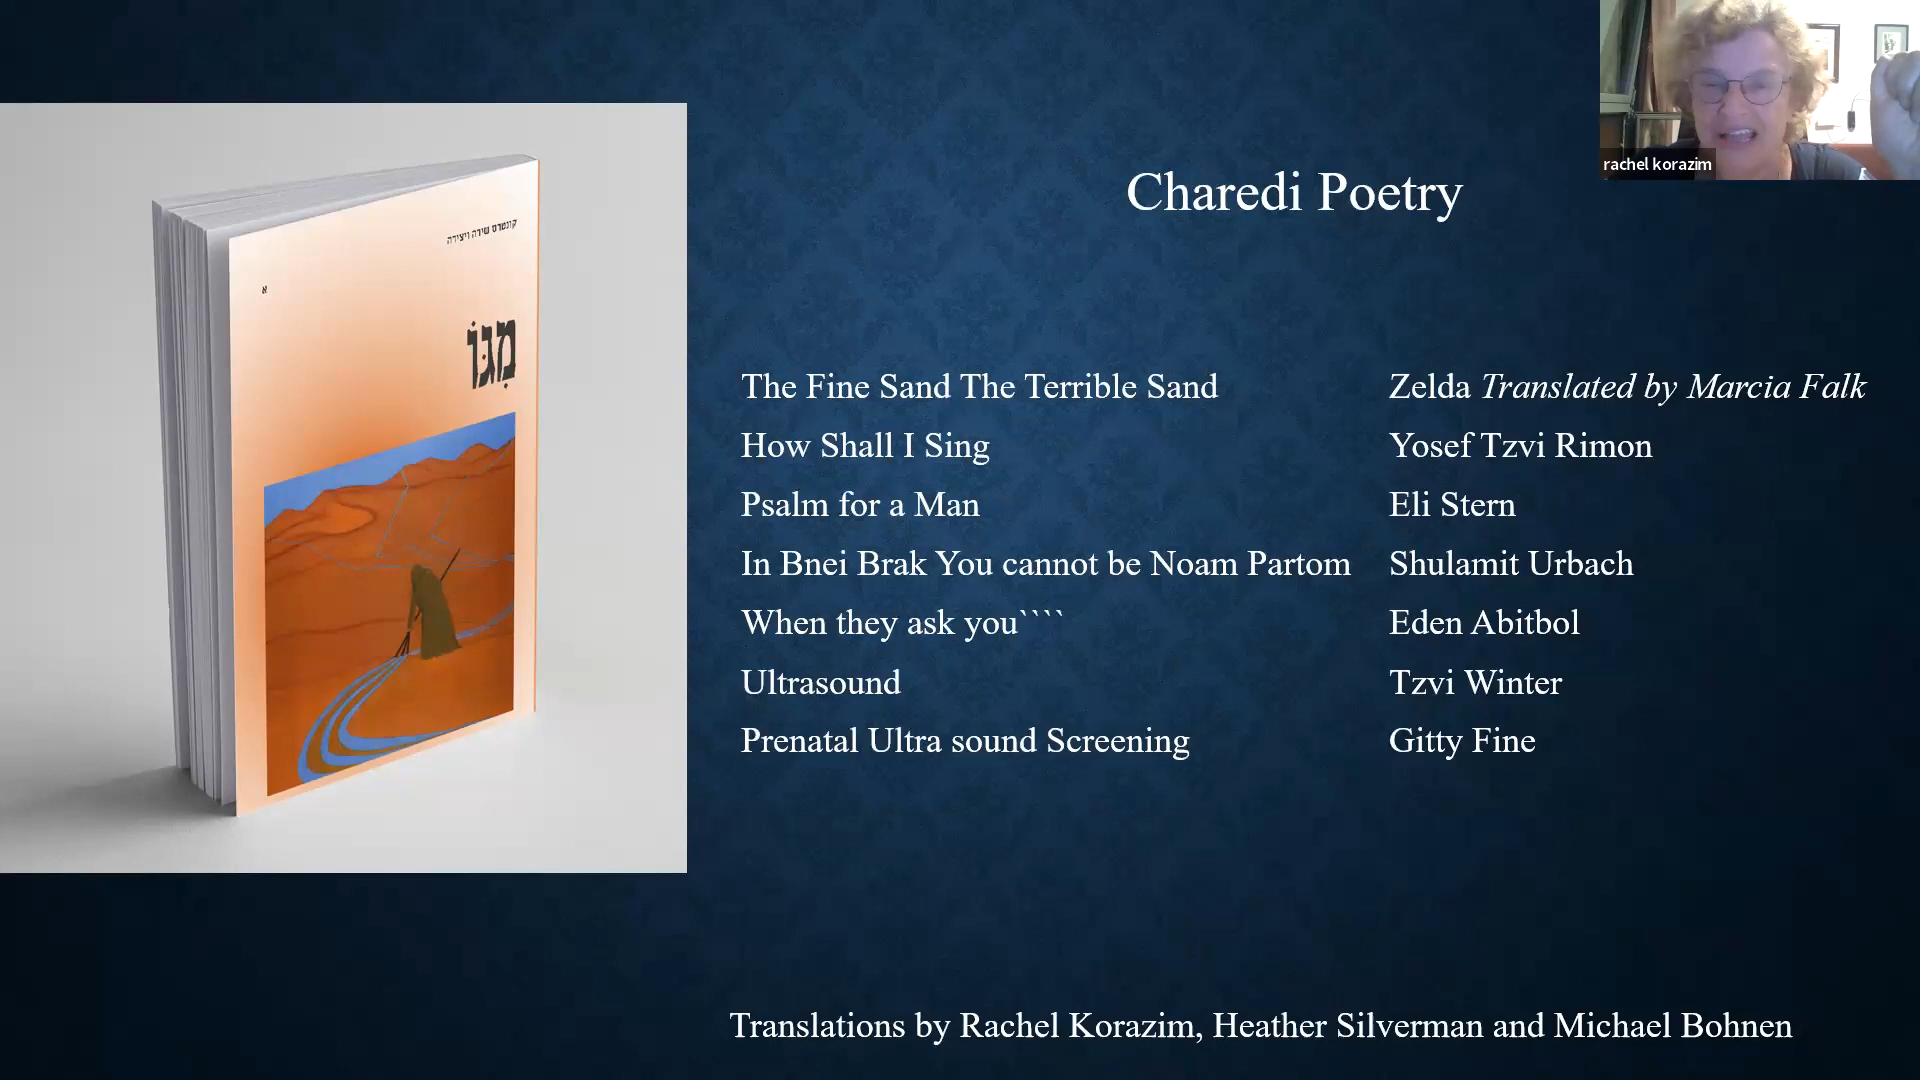 rachel korazim
Charedi Poetry
קונטרס שירה ויצירה
א
מִגּוֹ
The Fine Sand The Terrible Sand Zelda Translated by Marcia Falk
How Shall I Sing Yosef Tzvi Rimon
Psalm for a Man Eli Stern
In Bnei Brak You cannot be Noam Partom Shulamit Urbach
When they ask you```` Eden Abitbol
Ultrasound Tzvi Winter
Prenatal Ultra sound Screening Gitty Fine
Translations by Rachel Korazim, Heather Silverman and Michael Bohnen